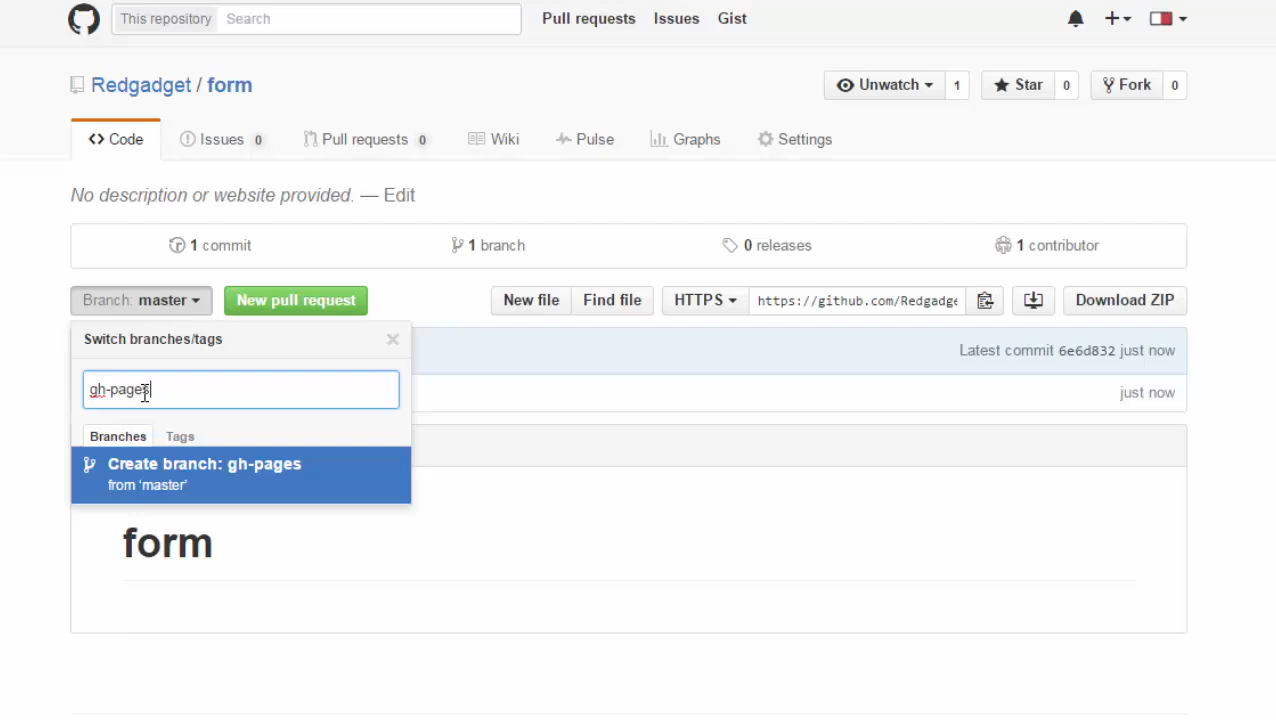 This repository Search Pull requests Issues Gist
Redgadget / form Unwatch 1 Star 0 Fork 0
Code Issues 0 Pull requests 0 Wiki Pulse Graphs Settings
No description or website provided. — Edit
1 commit 1 branch 0 releases 1 contributor
Branch: master New pull request New file Find file HTTPS https://github.com/Redgadge Download ZIP
Switch branches/tags
Latest commit 6e6d832 just now
gh-pages just now
Branches Tags
Create branch: gh-pages
from 'master'
form